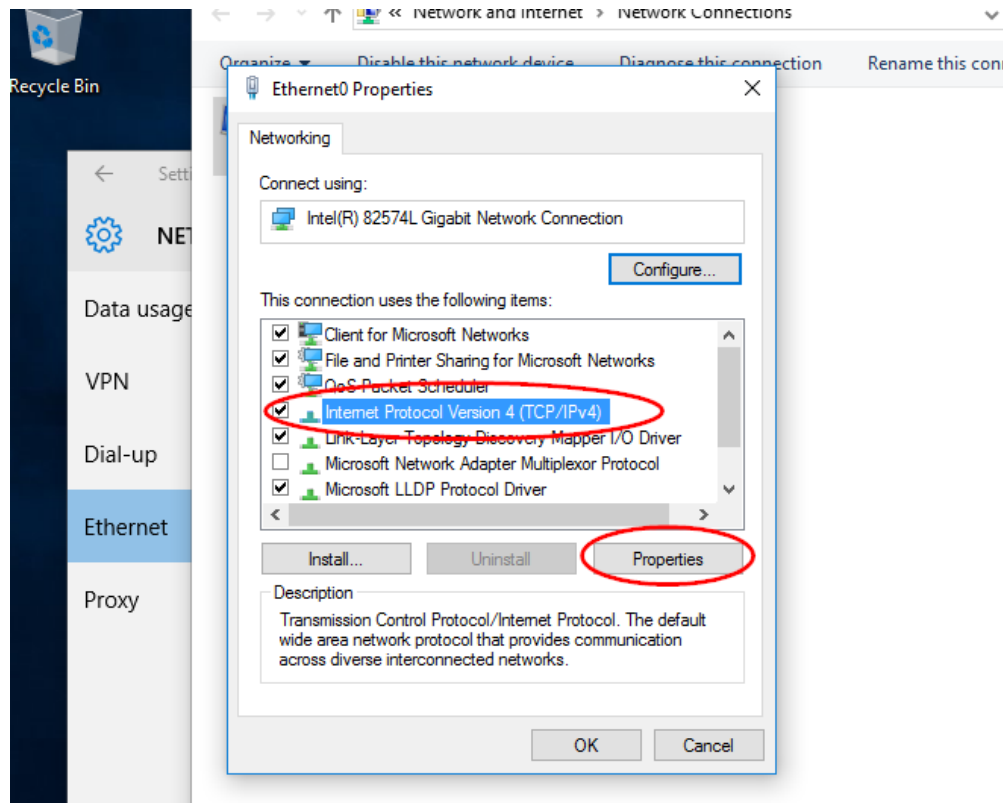 « Network and Internet > Network Connections
Recycle Bin
Organize Disable this network device Diagnose this connection Rename this con
Ethernet0 Properties
Networking
Setti
Connect using:
Intel(R) 82574L Gigabit Network Connection
NET
Configure...
This connection uses the following items:
Data usage
Client for Microsoft Networks
File and Printer Sharing for Microsoft Networks
VPN
QoS Packet Scheduler
Internet Protocol Version 4 (TCP/IPv4)
Link-Layer Topology Discovery Mapper I/O Driver
Dial-up
Microsoft Network Adapter Multiplexor Protocol
Microsoft LLDP Protocol Driver
Ethernet
Install... Uninstall Properties
Description
Proxy
Transmission Control Protocol/Internet Protocol. The default
wide area network protocol that provides communication
across diverse interconnected networks.
OK Cancel